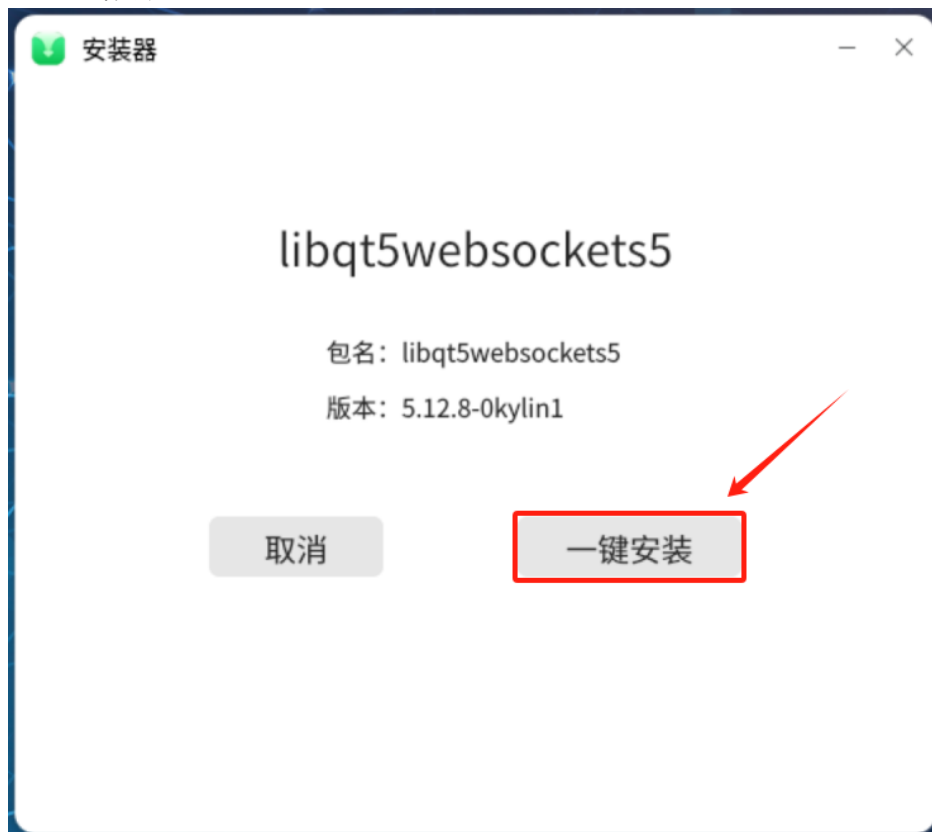 安装器
libqt5websockets5
包名：libqt5websockets5
版本：5.12.8-0kylin1
取消
一键安装